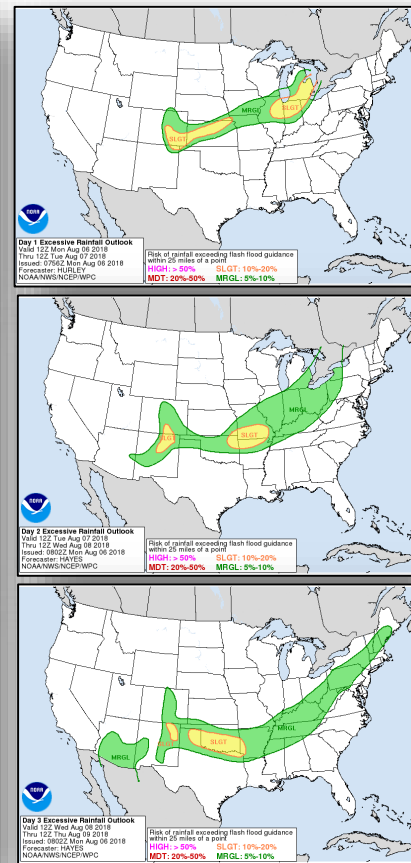 MRGL
SLGT
SLGT
NOAA
Day 1 Excessive Rainfall Outlook
Valid 12Z Mon Aug 06 2018
Thru 12Z Tue Aug 07 2018
Issued: 0756Z Mon Aug 06 2018
Forecaster: HURLEY
NOAA/NWS/NCEP/WPC
Risk of rainfall exceeding flash flood guidance
within 25 miles of a point
HIGH: > 50% SLGT: 10%-20%
MDT: 20%-50% MRGL: 5%-10%
MRGL
SLGT
SLGT
NOAA
Day 2 Excessive Rainfall Outlook
Valid 12Z Tue Aug 07 2018
Thru 12Z Wed Aug 08 2018
Issued: 0802Z Mon Aug 06 2018
Forecaster: HAYES
NOAA/NWS/NCEP/WPC
Risk of rainfall exceeding flash flood guidance
within 25 miles of a point
HIGH: > 50% SLGT: 10%-20%
MDT: 20%-50% MRGL: 5%-10%
MRGL
SLGT
SLGT
MRGL
NOAA
Day 3 Excessive Rainfall Outlook
Valid 12Z Wed Aug 08 2018
Thru 12Z Thu Aug 09 2018
Issued: 0802Z Mon Aug 06 2018
Forecaster: HAYES
NOAA/NWS/NCEP/WPC
Risk of rainfall exceeding flash flood guidance
within 25 miles of a point
HIGH: > 50% SLGT: 10%-20%
MDT: 20%-50% MRGL: 5%-10%